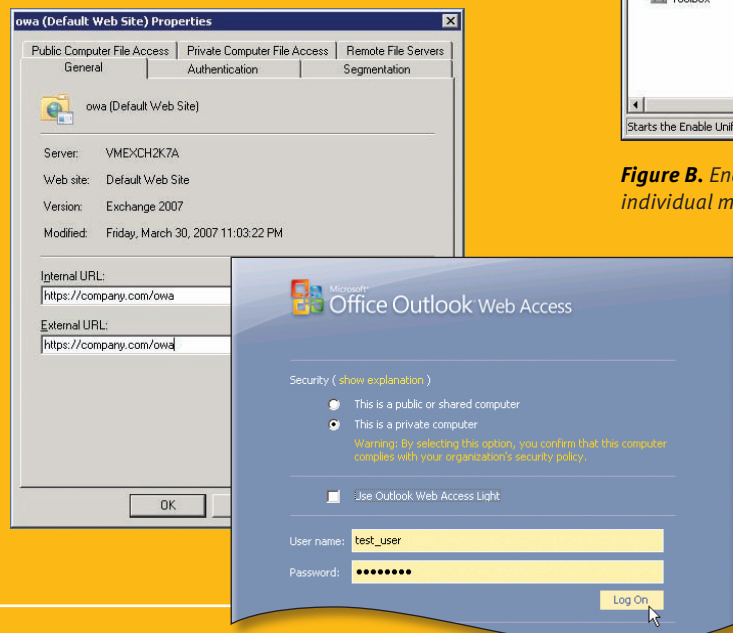 owa (Default Web Site) Properties
Public Computer File Access
Private Computer File Access
Remote File Servers
General
Authentication
Segmentation
owa (Default Web Site)
Server: VMEXCH2K7A
Web site: Default Web Site
Version: Exchange 2007
Modified: Friday, March 30, 2007 11:03:22 PM
Internal URL:
https://company.com/owa
External URL:
https://company.com/owa
OK
Toolbox
Starts the Enable Unif
Figure B. En
individual m
Microsoft
Office Outlook Web Access
Security ( show explanation )
This is a public or shared computer
This is a private computer
Warning: By selecting this option, you confirm that this computer
complies with your organization's security policy.
Use Outlook Web Access Light
User name: test_user
Password: ●●●●●●●●
Log On